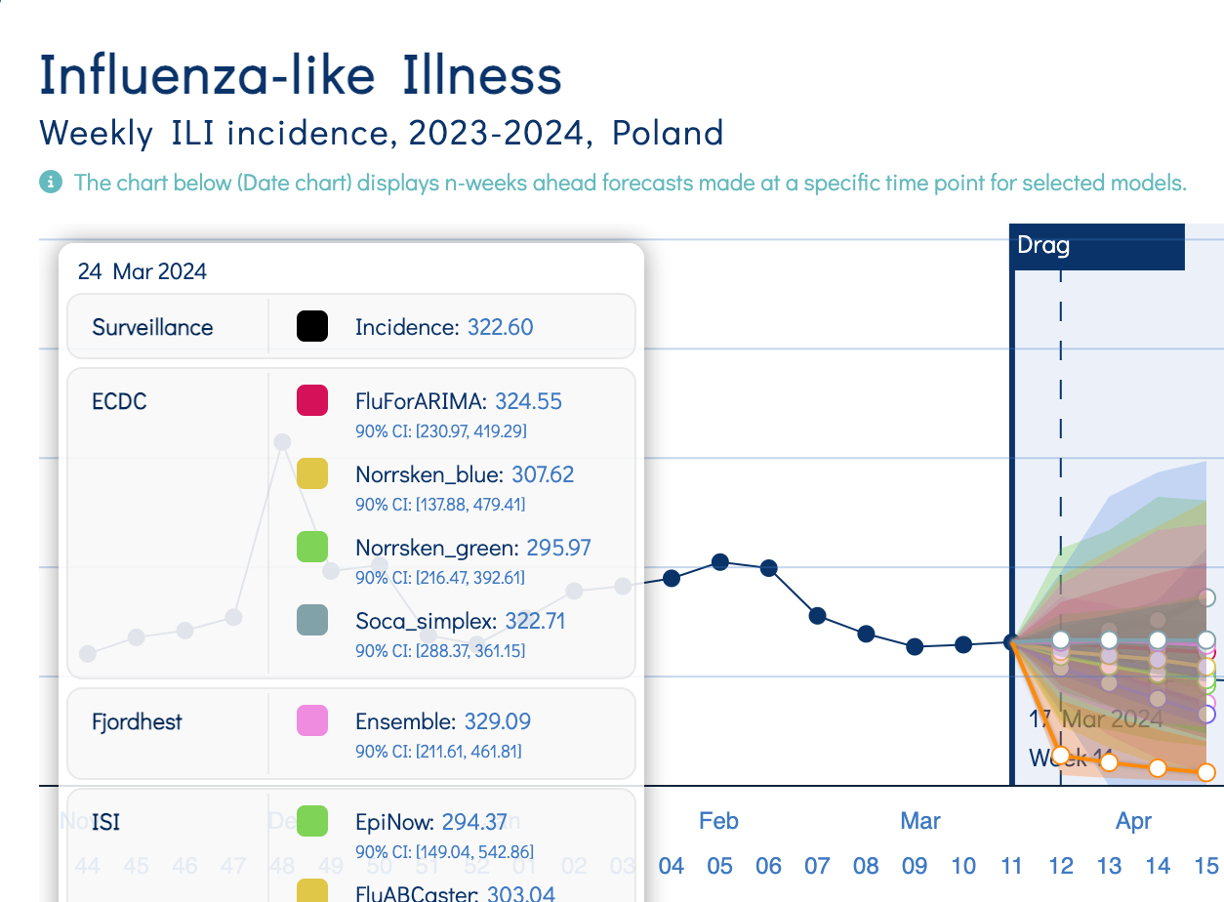 Influenza-like Illness
Weekly ILI incidence, 2023-2024, Poland
The chart below (Date chart) displays n-weeks ahead forecasts made at a specific time point for selected models.
Drag
24 Mar 2024
Surveillance
Incidence: 322.60
ECDC
FluForARIMA: 324.55
90% CI: [230.97, 419.29]
Norrsken_blue: 307.62
90% CI: [137.88, 479.41]
Norrsken_green: 295.97
90% CI: [216.47, 392.61]
Soca_simplex: 322.71
90% CI: [288.37, 361.15]
Fjordhest
Ensemble: 329.09
90% CI: [211.61, 461.81]
ISI
EpiNow: 294.37
90% CI: [149.04, 542.86]
FluABCaster: 303.04
17 Mar 2024
Week 11
Feb Mar Apr
44 45 46 47 48 49 50 51 52 01 02 03 04 05 06 07 08 09 10 11 12 13 14 15